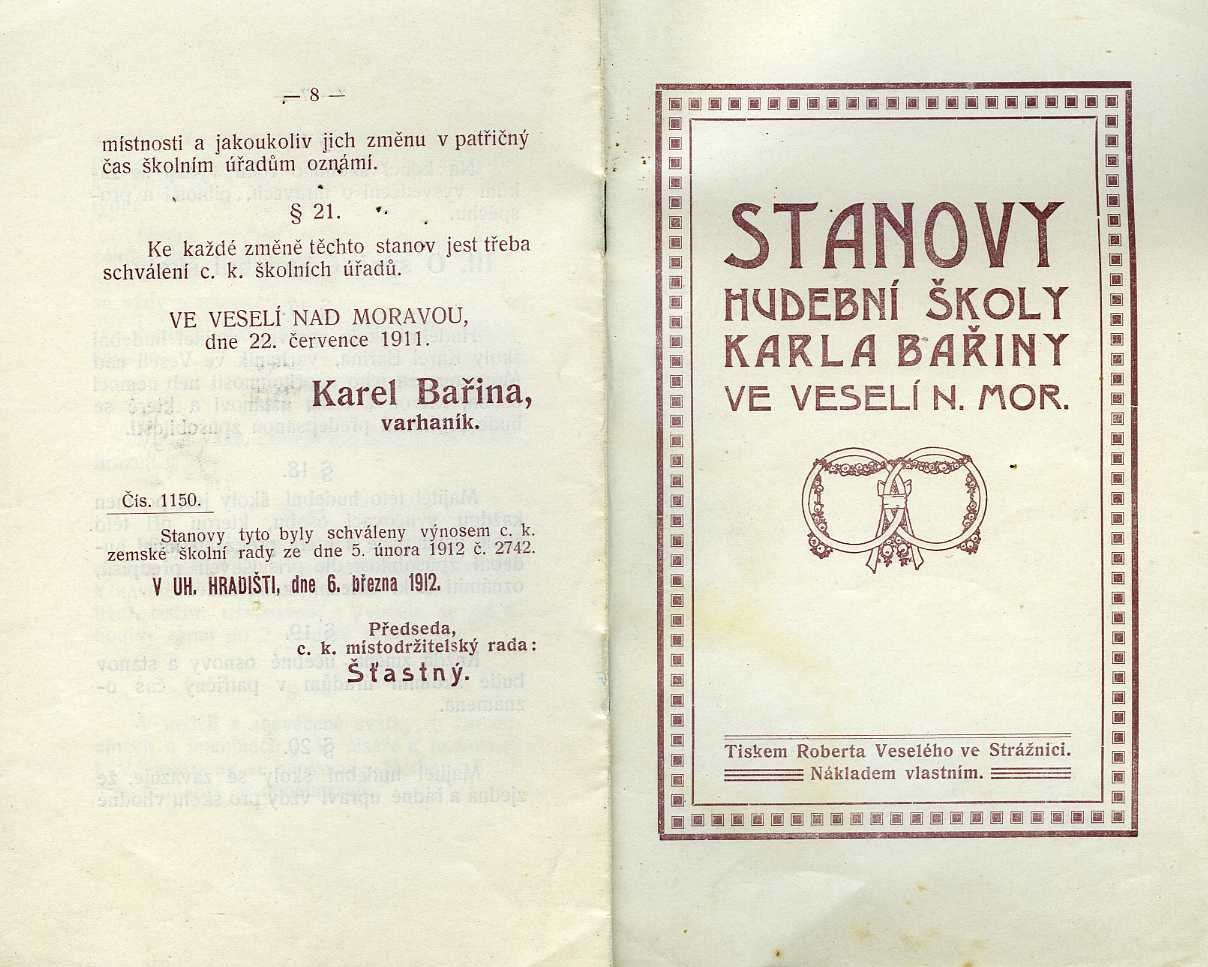 — 8 —
místnosti a jakoukoliv jich změnu v patřičný
čas školním úřadům oznámí.
§ 21.
Ke každé změně těchto stanov jest třeba
schválení c. k. školních úřadů.
VE VESELÍ NAD MORAVOU,
dne 22. července 1911.
Karel Bařina,
varhaník.
Čís. 1150.
Stanovy tyto byly schváleny výnosem c. k.
zemské školní rady ze dne 5. února 1912 č. 2742.
V UH. HRADIŠTI, dne 6. března 1912.
Předseda,
c. k. místodržitelský rada:
Šťastný.
STANOVY
HUDEBNÍ ŠKOLY
KARLA BAŘINY
VE VESELÍ N. MOR.
Tiskem Roberta Veselého ve Strážnici.
Nákladem vlastním.